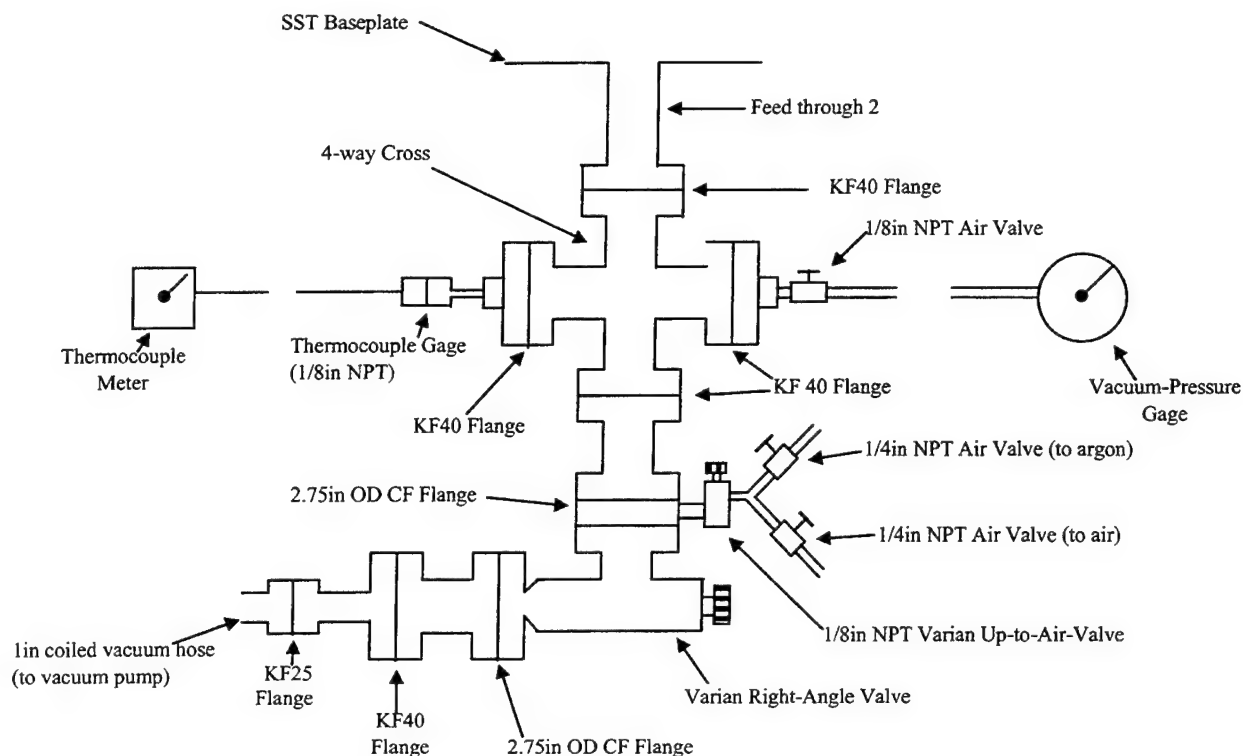 SST Baseplate
Feed through 2
4-way Cross
KF40 Flange
1/8in NPT Air Valve
Thermocouple
Meter
Thermocouple Gage
(1/8in NPT)
KF40 Flange
KF 40 Flange
Vacuum-Pressure
Gage
1/4in NPT Air Valve (to argon)
2.75in OD CF Flange
1/4in NPT Air Valve (to air)
1/8in NPT Varian Up-to-Air-Valve
1in coiled vacuum hose
(to vacuum pump)
KF25
Flange
Varian Right-Angle Valve
KF40
Flange
2.75in OD CF Flange